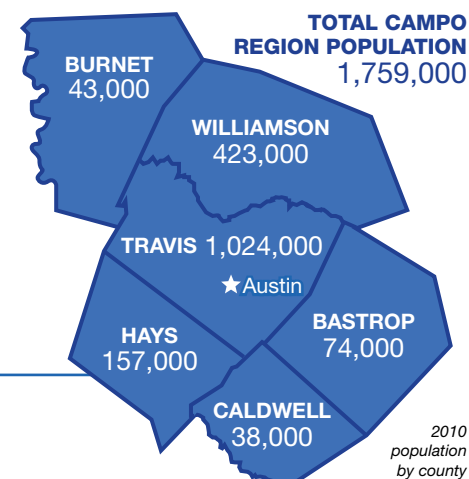 TOTAL CAMPO
REGION POPULATION
1,759,000
BURNET
43,000
WILLIAMSON
423,000
TRAVIS 1,024,000
Austin
HAYS
157,000
BASTROP
74,000
CALDWELL
38,000
2010
population
by county